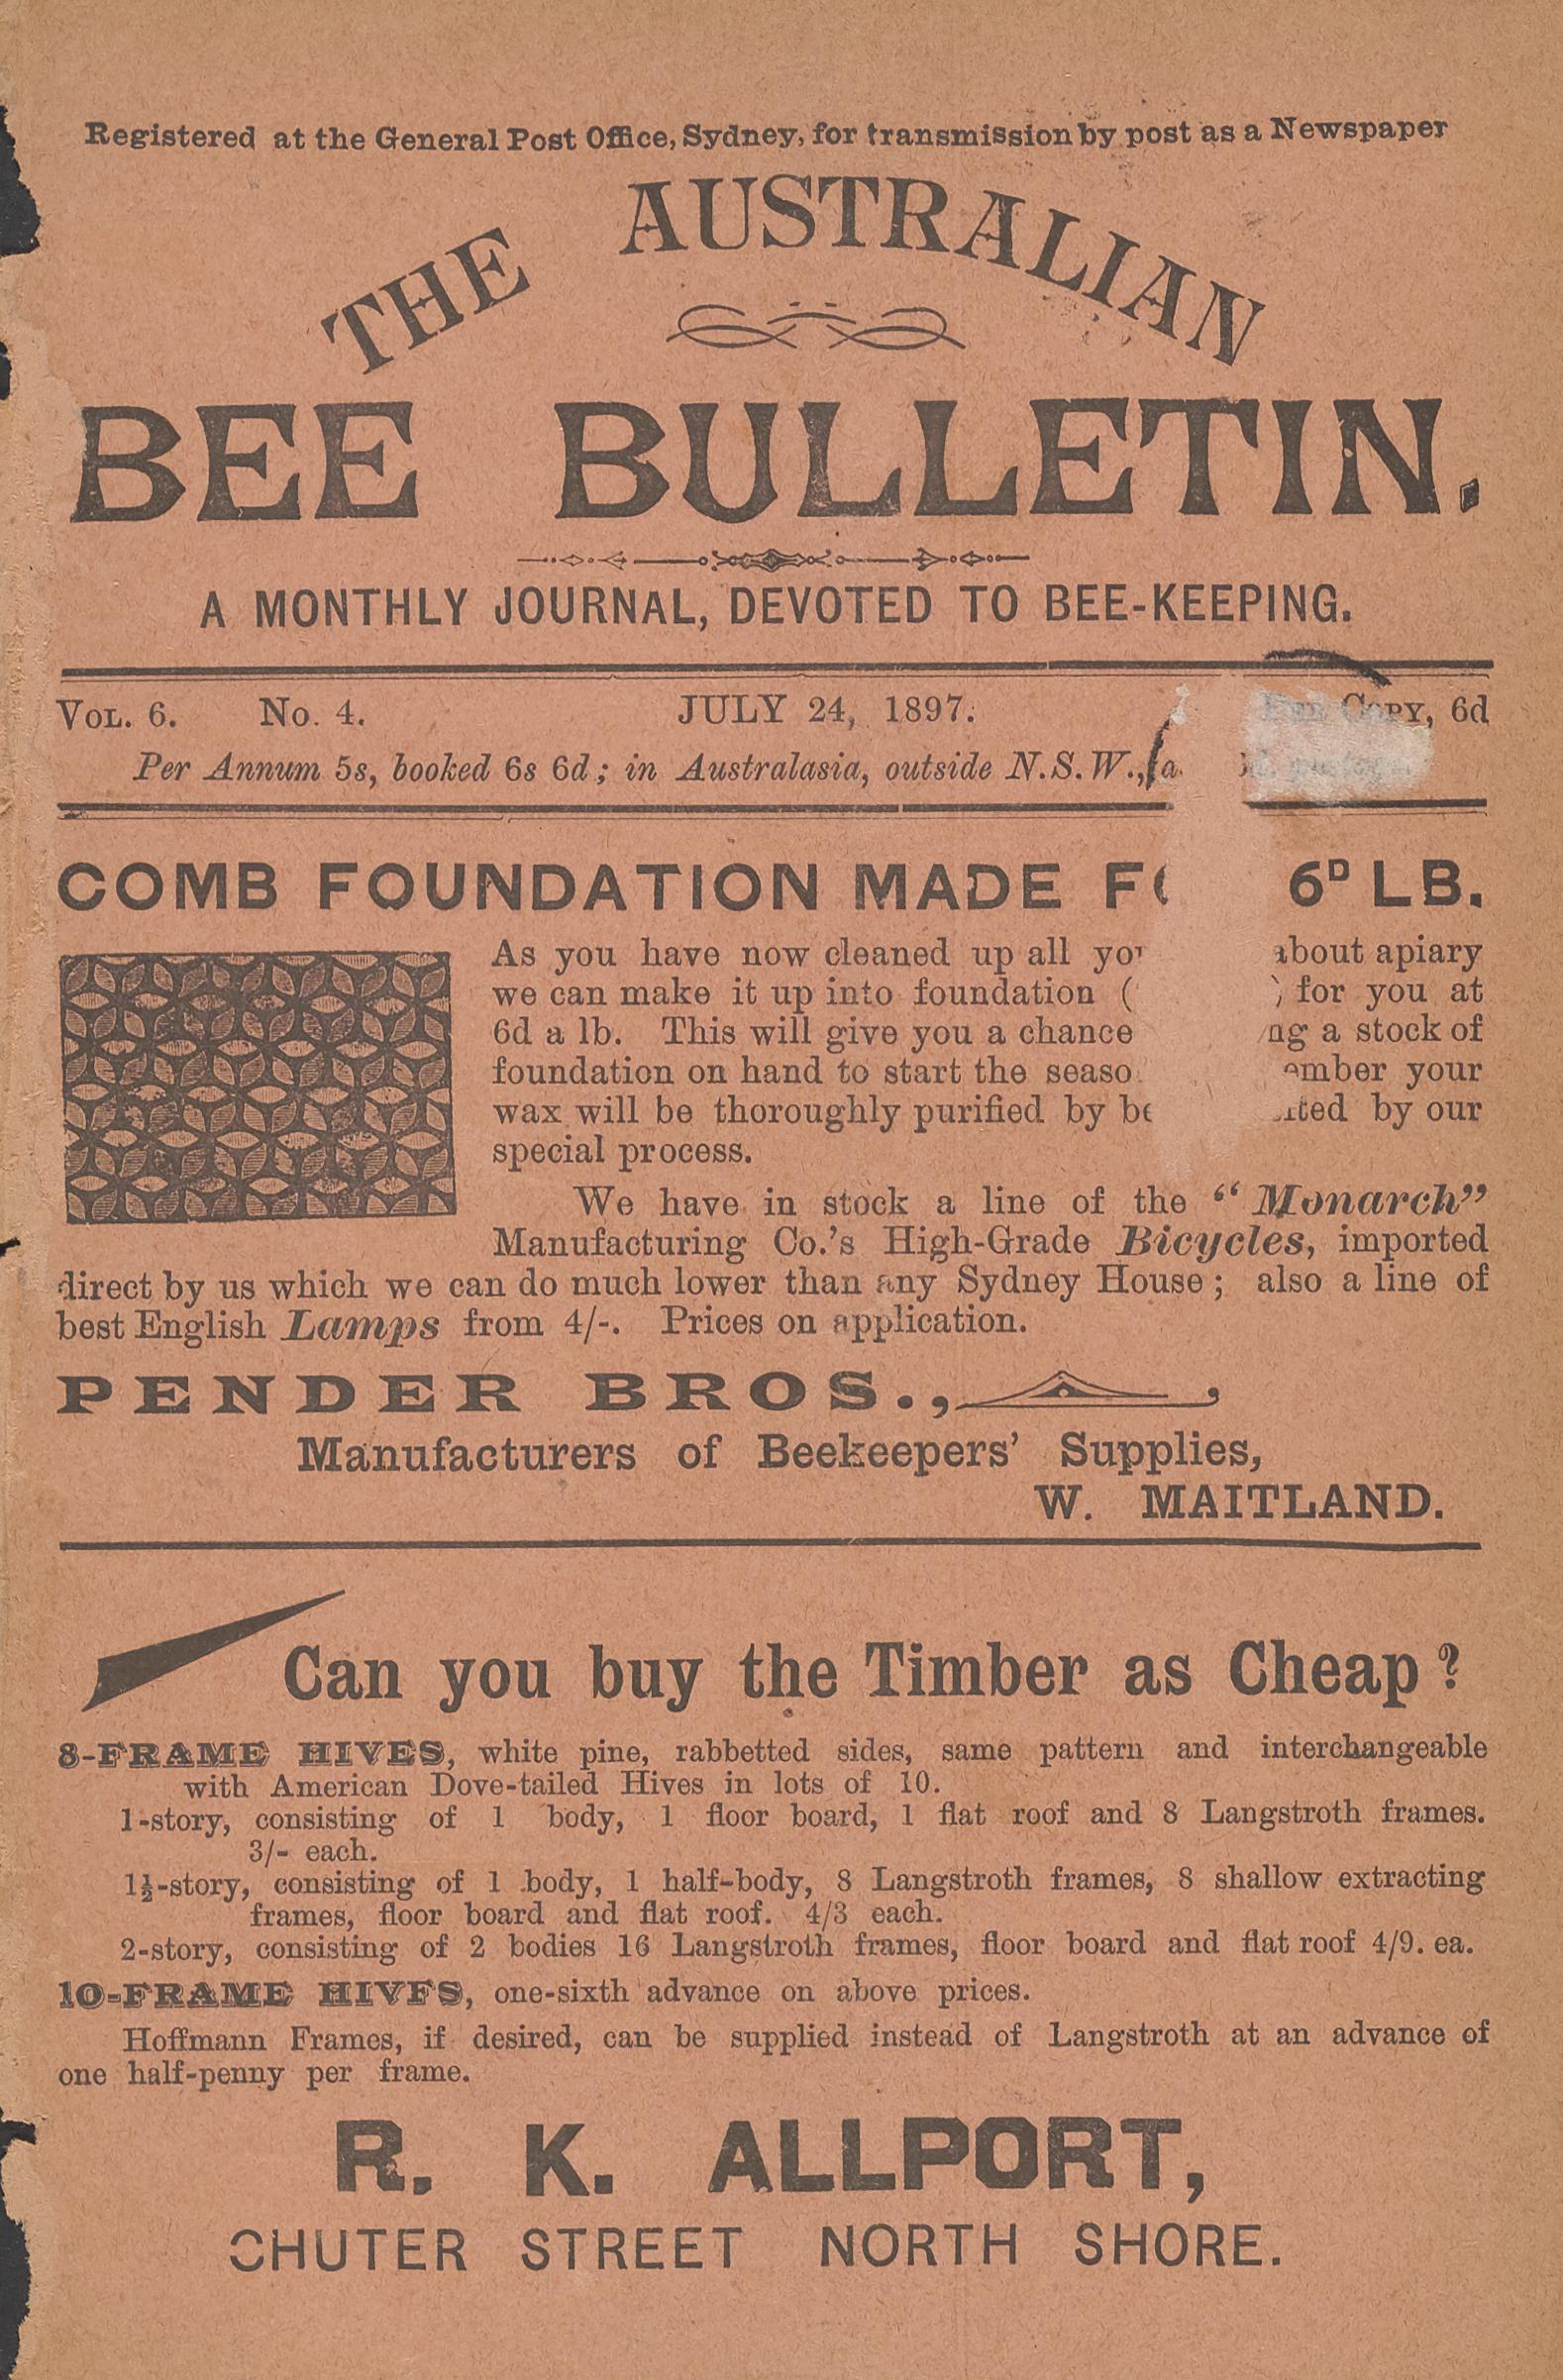 Registered at the General Post Office, Sydney, for transmission by post as a Newspaper
THE AUSTRALIAN
BEE BULLETIN.
A MONTHLY JOURNAL, DEVOTED TO BEE-KEEPING.
VOL. 6. No. 4. JULY 24, 1897. COPY, 6d
Per Annum 5s, booked 6s 6d; in Australasia, outside N.S.W.,
COMB FOUNDATION MADE 6D LB.
As you have now cleaned up all about apiary
we can make it up into foundation ( ) for you at
6d a lb. This will give you a chance a stock of
foundation on hand to start the your
wax will be thoroughly purified by by our
special process.
We have in stock a line of the "Monarch"
Manufacturing Co.'s High-Grade Bicycles, imported
direct by us which we can do much lower than any Sydney House; also a line of
best English Lamps from 4/-. Prices on application.
PENDER BROS.,
Manufacturers of Beekeepers' Supplies,
W. MAITLAND.
Can you buy the Timber as Cheap?
8-FRAME HIVES, white pine, rabbetted sides, same pattern and interchangeable
with American Dove-tailed Hives in lots of 10.
1-story, consisting of 1 body, 1 floor board, 1 flat roof and 8 Langstroth frames.
3/- each.
1½-story, consisting of 1 body, 1 half-body, 8 Langstroth frames, 8 shallow extracting
frames, floor board and flat roof. 4/3 each.
2-story, consisting of 2 bodies 16 Langstroth frames, floor board and flat roof 4/9. ea.
10-FRAME HIVES, one-sixth advance on above prices.
Hoffmann Frames, if desired, can be supplied instead of Langstroth at an advance of
one half-penny per frame.
R. K. ALLPORT,
CHUTER STREET NORTH SHORE.